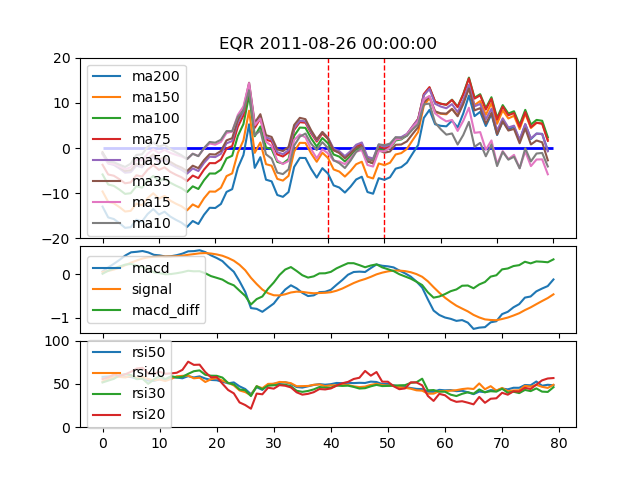 EQR 2011-08-26 00:00:00
20
10
0
−10
−20
ma200
ma150
ma100
ma75
ma50
ma35
ma15
ma10
0
−1
macd
signal
macd_diff
100
50
0
rsi50
rsi40
rsi30
rsi20
0 10 20 30 40 50 60 70 80